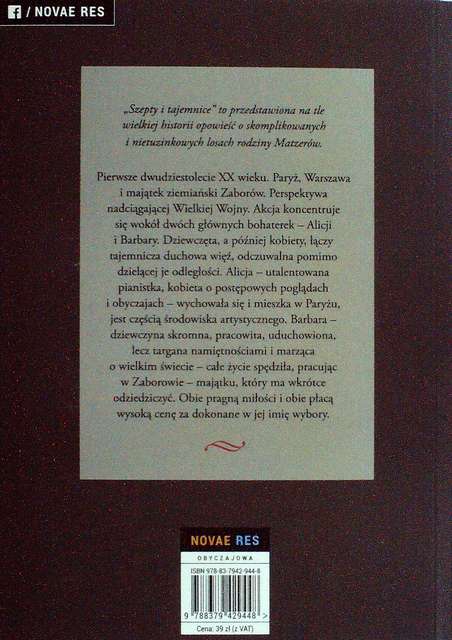 f / NOVAE RES
„Szepty i tajemnice” to przedstawiona na tle
wielkiej historii opowieść o skomplikowanych
i nietuzinkowych losach rodziny Matzerów.
Pierwsze dwudziestolecie XX wieku. Paryż, Warszawa
i majątek ziemiański Zaborów. Perspektywa
nadciągającej Wielkiej Wojny. Akcja koncentruje
się wokół dwóch głównych bohaterek – Alicji
i Barbary. Dziewczęta, a później kobiety, łączy
tajemnicza duchowa więź, odczuwalna pomimo
dzielącej je odległości. Alicja – utalentowana
pianistka, kobieta o postępowych poglądach
i obyczajach – wychowała się i mieszka w Paryżu,
jest częścią środowiska artystycznego. Barbara –
dziewczyna skromna, pracowita, uduchowiona,
lecz targana namiętnościami i marząca
o wielkim świecie – całe życie spędziła, pracując
w Zaborowie – majątku, który ma wkrótce
odziedziczyć. Obie pragną miłości i obie płacą
wysoką cenę za dokonane w jej imię wybory.
NOVAE RES
OBYCZAJOWA
ISBN 978-83-7942-944-8
9 788379 429448 >
Cena: 39 zł (z VAT)